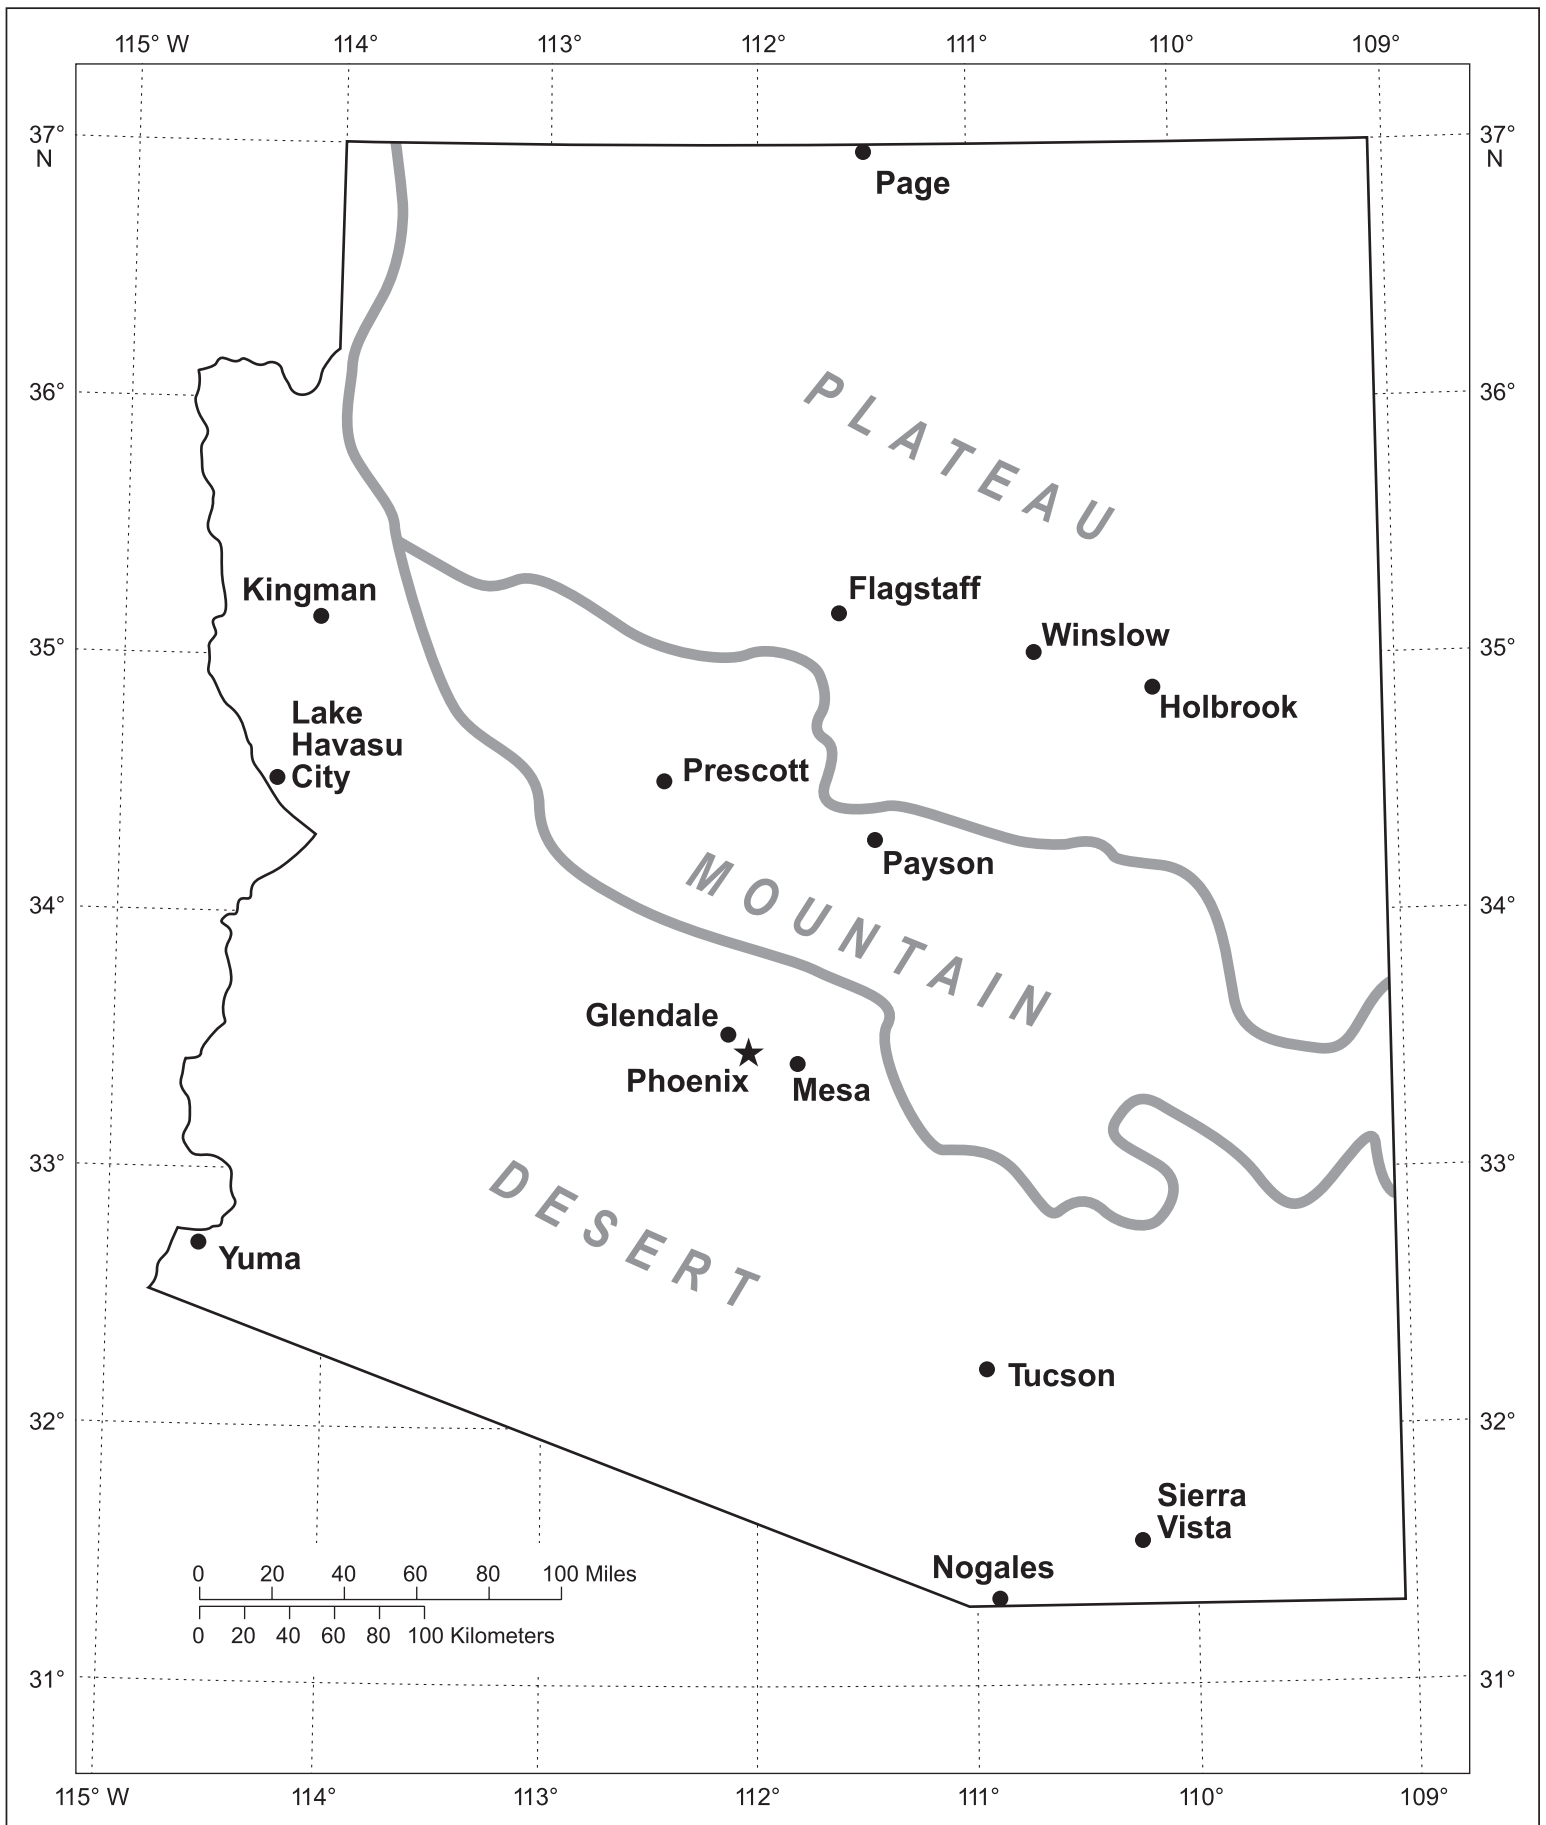 115° W 114° 113° 112° 111° 110° 109°
37° 37°
N N
Page
PLATEAU
36° 36°
Kingman
Flagstaff
Winslow
35° 35°
Holbrook
Lake
Havasu
City
Prescott
Payson
MOUNTAIN
34° 34°
Glendale
Phoenix
Mesa
33° 33°
DESERT
Yuma
Tucson
32° 32°
Sierra
Vista
Nogales
0 20 40 60 80 100 Miles
0 20 40 60 80 100 Kilometers
31° 31°
115° W 114° 113° 112° 111° 110° 109°